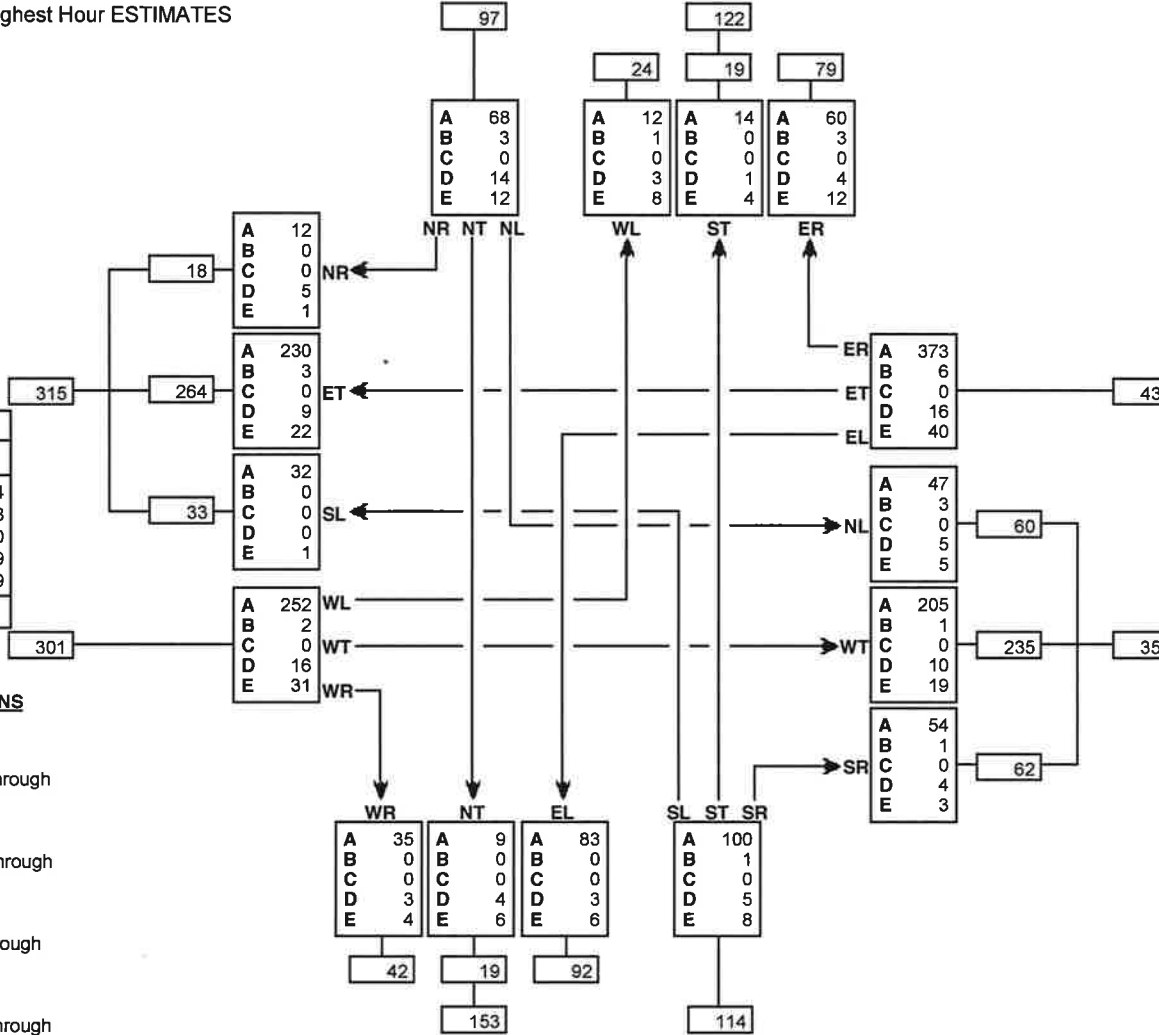 ghest Hour ESTIMATES
97
122
24
19
79
A 68
B 3
C 0
D 14
E 12
A 12
B 1
C 0
D 3
E 8
A 14
B 0
C 0
D 1
E 4
A 60
B 3
C 0
D 4
E 12
NR NT NL
WL
ST
ER
A 12
B 0
C 0
D 5
E 1
18
NR
A 230
B 3
C 0
D 9
E 22
315
264
ET
A 32
B 0
C 0
D 0
E 1
33
SL
ER
ET
EL
A 373
B 6
C 0
D 16
E 40
43
A 47
B 3
C 0
D 5
E 5
NL
60
A 252
B 2
C 0
D 16
E 31
301
WL
WT
WR
A 205
B 1
C 0
D 10
E 19
WT
235
35
A 54
B 1
C 0
D 4
E 3
SR
62
NS
hrough
hrough
ough
hrough
WR
NT
EL
SL ST SR
A 35
B 0
C 0
D 3
E 4
A 9
B 0
C 0
D 4
E 6
A 83
B 0
C 0
D 3
E 6
A 100
B 1
C 0
D 5
E 8
42
19
92
153
114